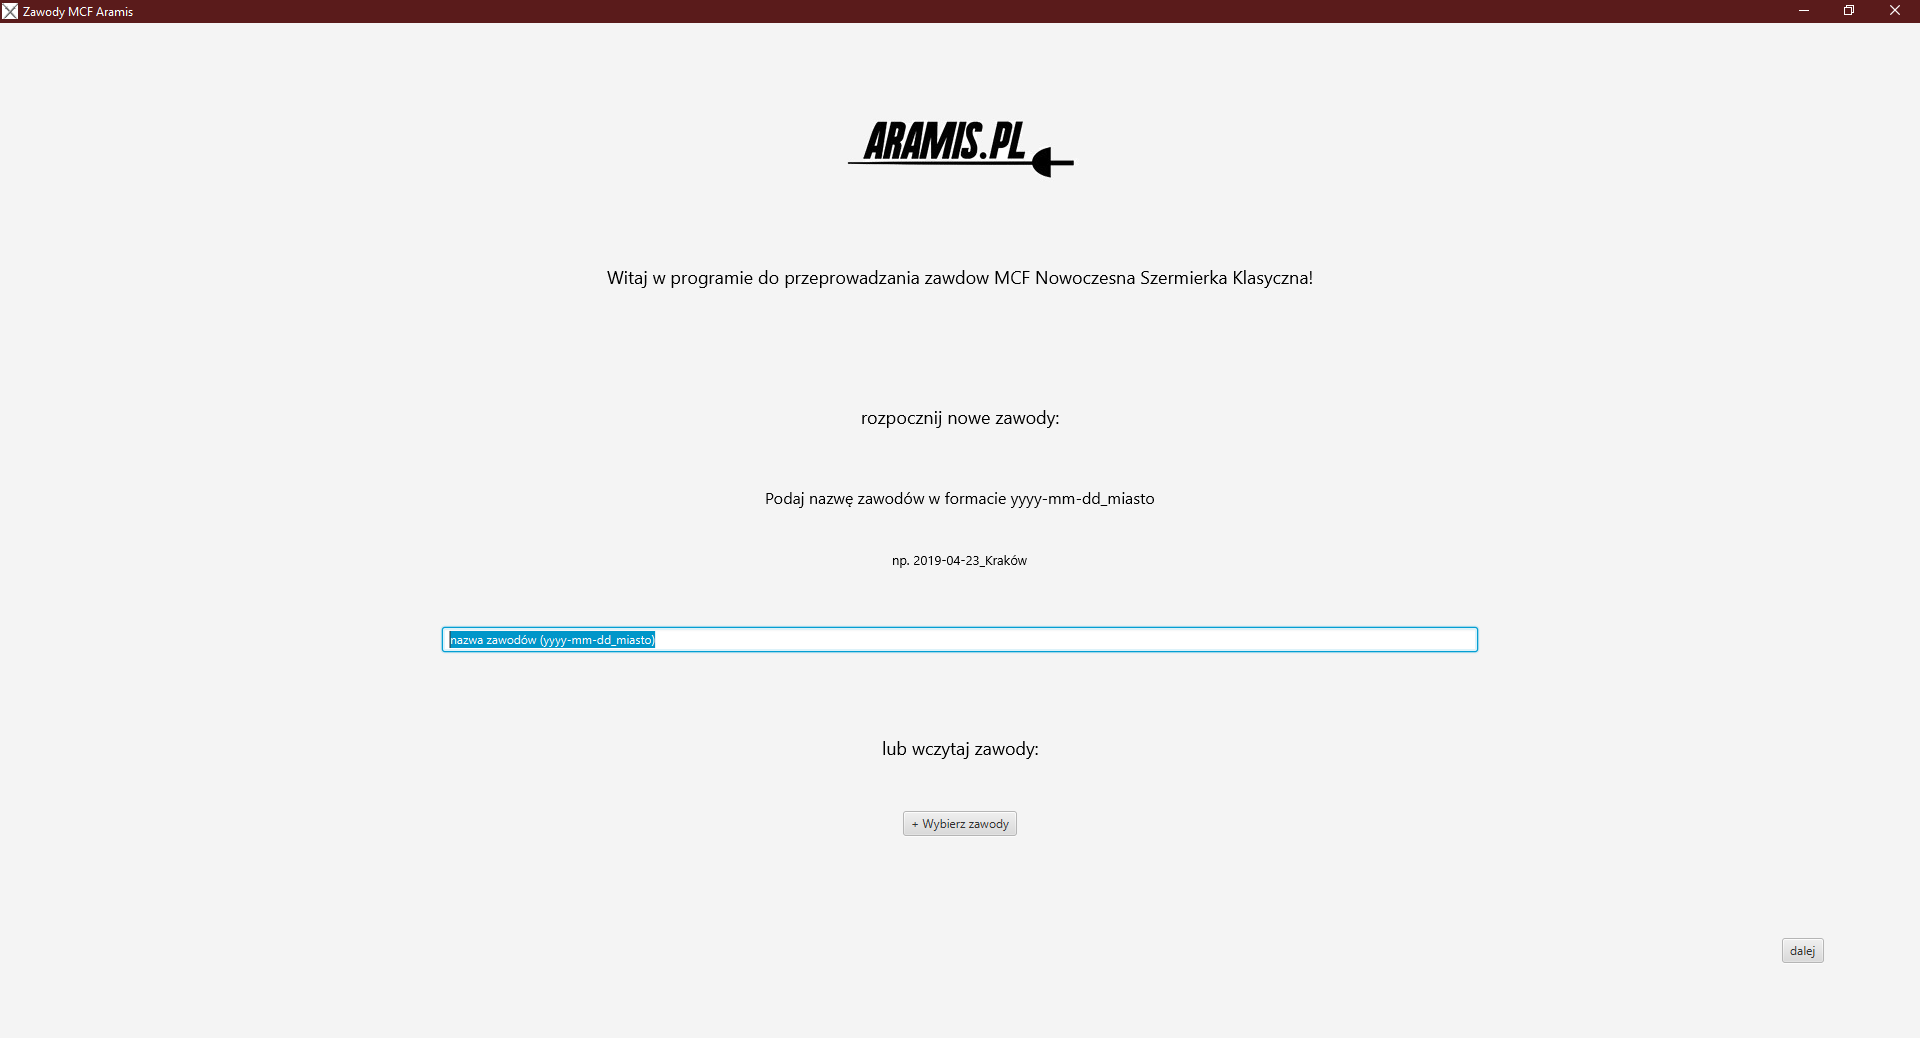 Zawody MCF Aramis
ARAMIS.PL
Witaj w programie do przeprowadzania zawdow MCF Nowoczesna Szermierka Klasyczna!
rozpocznij nowe zawody:
Podaj nazwę zawodów w formacie yyyy-mm-dd_miasto
np. 2019-04-23_Kraków
nazwa zawodów (yyyy-mm-dd_miasto)
lub wczytaj zawody:
+ Wybierz zawody
dalej